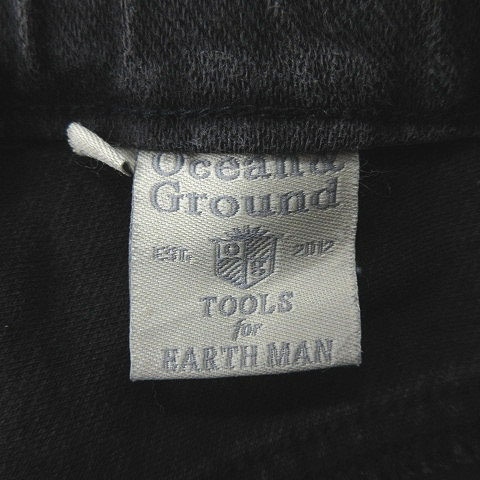 Ocean&
Ground
EST. 2012
O g
TOOLS
for
EARTH MAN